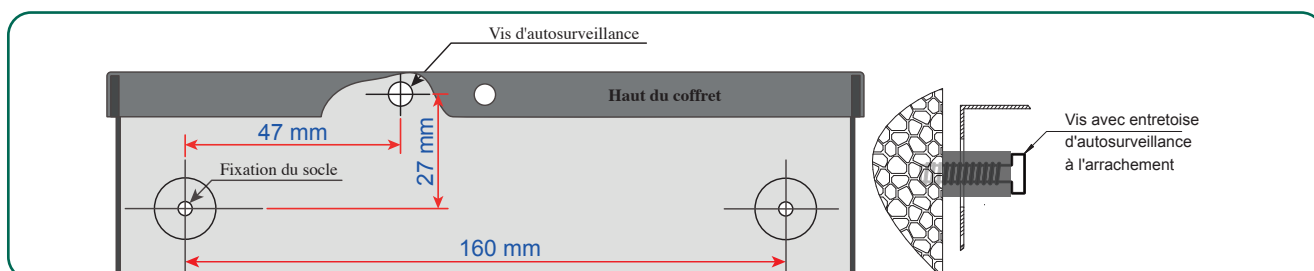 Vis d'autosurveillance
Haut du coffret
47 mm
27 mm
Fixation du socle
160 mm
Vis avec entretoise
d'autosurveillance
à l'arrachement